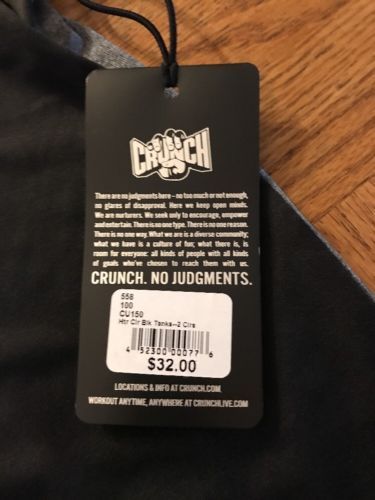 CRUNCH
There are no judgments here – no too much or not enough,
no glares of disapproval. Here we keep open minds.
We are nurturers. We seek only to encourage, empower
and entertain. There is no one type. There is no one reason.
There is no one way. What we are is a diverse community;
what we have is a culture of fun; what there is, is
room for everyone: all kinds of people with all kinds
of goals who've chosen to reach them with us.
CRUNCH. NO JUDGMENTS.
558
100
CU150
Htr Clr Blk Tanks--2 Clrs
4 52300 00077 6
$32.00
LOCATIONS & INFO AT CRUNCH.COM.
WORKOUT ANYTIME, ANYWHERE AT CRUNCHLIVE.COM